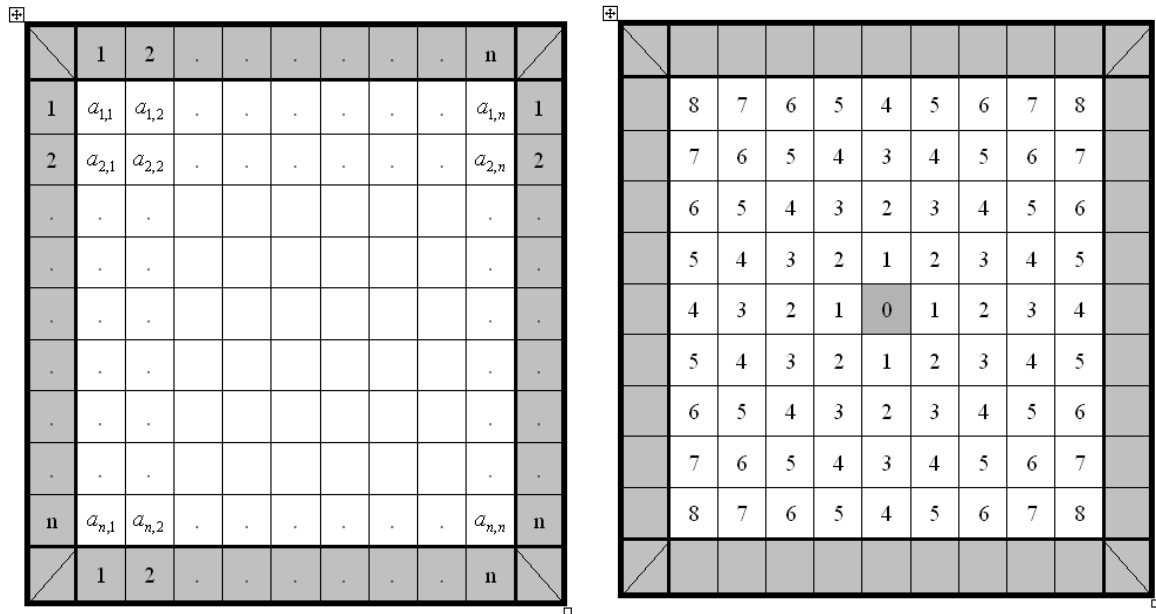 1 2 . . . . . . n
1 a1,1 a1,2 . . . . . . a1,n 1
2 a2,1 a2,2 . . . . . . a2,n 2
. . . . .
. . . . .
. . . . .
. . . . .
. . . . .
. . . . .
n an,1 an,2 . . . . . . an,n n
1 2 . . . . . . n
8 7 6 5 4 5 6 7 8
7 6 5 4 3 4 5 6 7
6 5 4 3 2 3 4 5 6
5 4 3 2 1 2 3 4 5
4 3 2 1 0 1 2 3 4
5 4 3 2 1 2 3 4 5
6 5 4 3 2 3 4 5 6
7 6 5 4 3 4 5 6 7
8 7 6 5 4 5 6 7 8